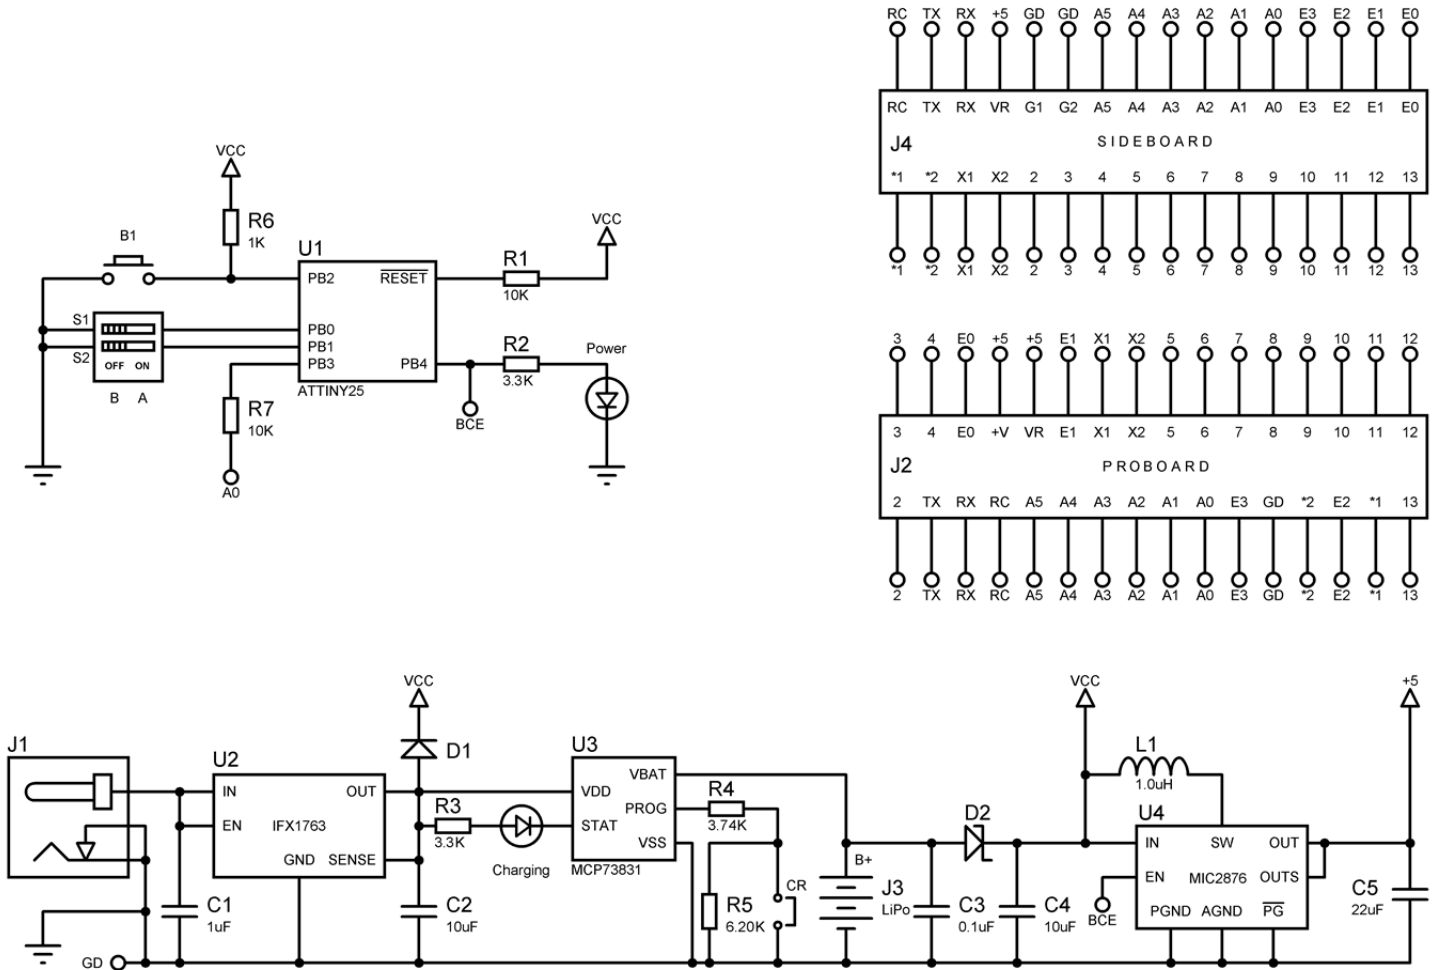 RC TX RX +5 GD GD A5 A4 A3 A2 A1 A0 E3 E2 E1 E0
RC TX RX VR G1 G2 A5 A4 A3 A2 A1 A0 E3 E2 E1 E0
J4 SIDEBOARD
*1 *2 X1 X2 2 3 4 5 6 7 8 9 10 11 12 13
*1 *2 X1 X2 2 3 4 5 6 7 8 9 10 11 12 13
VCC
R6
1K
B1
U1
PB2 RESET
R1
10K
VCC
S1
PB0
PB1
S2
OFF ON
PB3 PB4
B A
ATTINY25
R2
3.3K
Power
R7
10K
BCE
A0
3 4 E0 +5 +5 E1 X1 X2 5 6 7 8 9 10 11 12
3 4 E0 +V VR E1 X1 X2 5 6 7 8 9 10 11 12
J2 PROBOARD
2 TX RX RC A5 A4 A3 A2 A1 A0 E3 GD *2 E2 *1 13
2 TX RX RC A5 A4 A3 A2 A1 A0 E3 GD *2 E2 *1 13
J1
U2
IN OUT
EN IFX1763
GND SENSE
C1
1uF
GD
VCC
D1
R3
3.3K
Charging
C2
10uF
U3
VBAT
VDD
PROG
STAT
VSS
MCP73831
R4
3.74K
R5
6.20K
CR
B+
J3
LiPo
C3
0.1uF
D2
C4
10uF
VCC
L1
1.0uH
U4
IN SW OUT
EN MIC2876 OUTS
PGND AGND PG
BCE
+5
C5
22uF